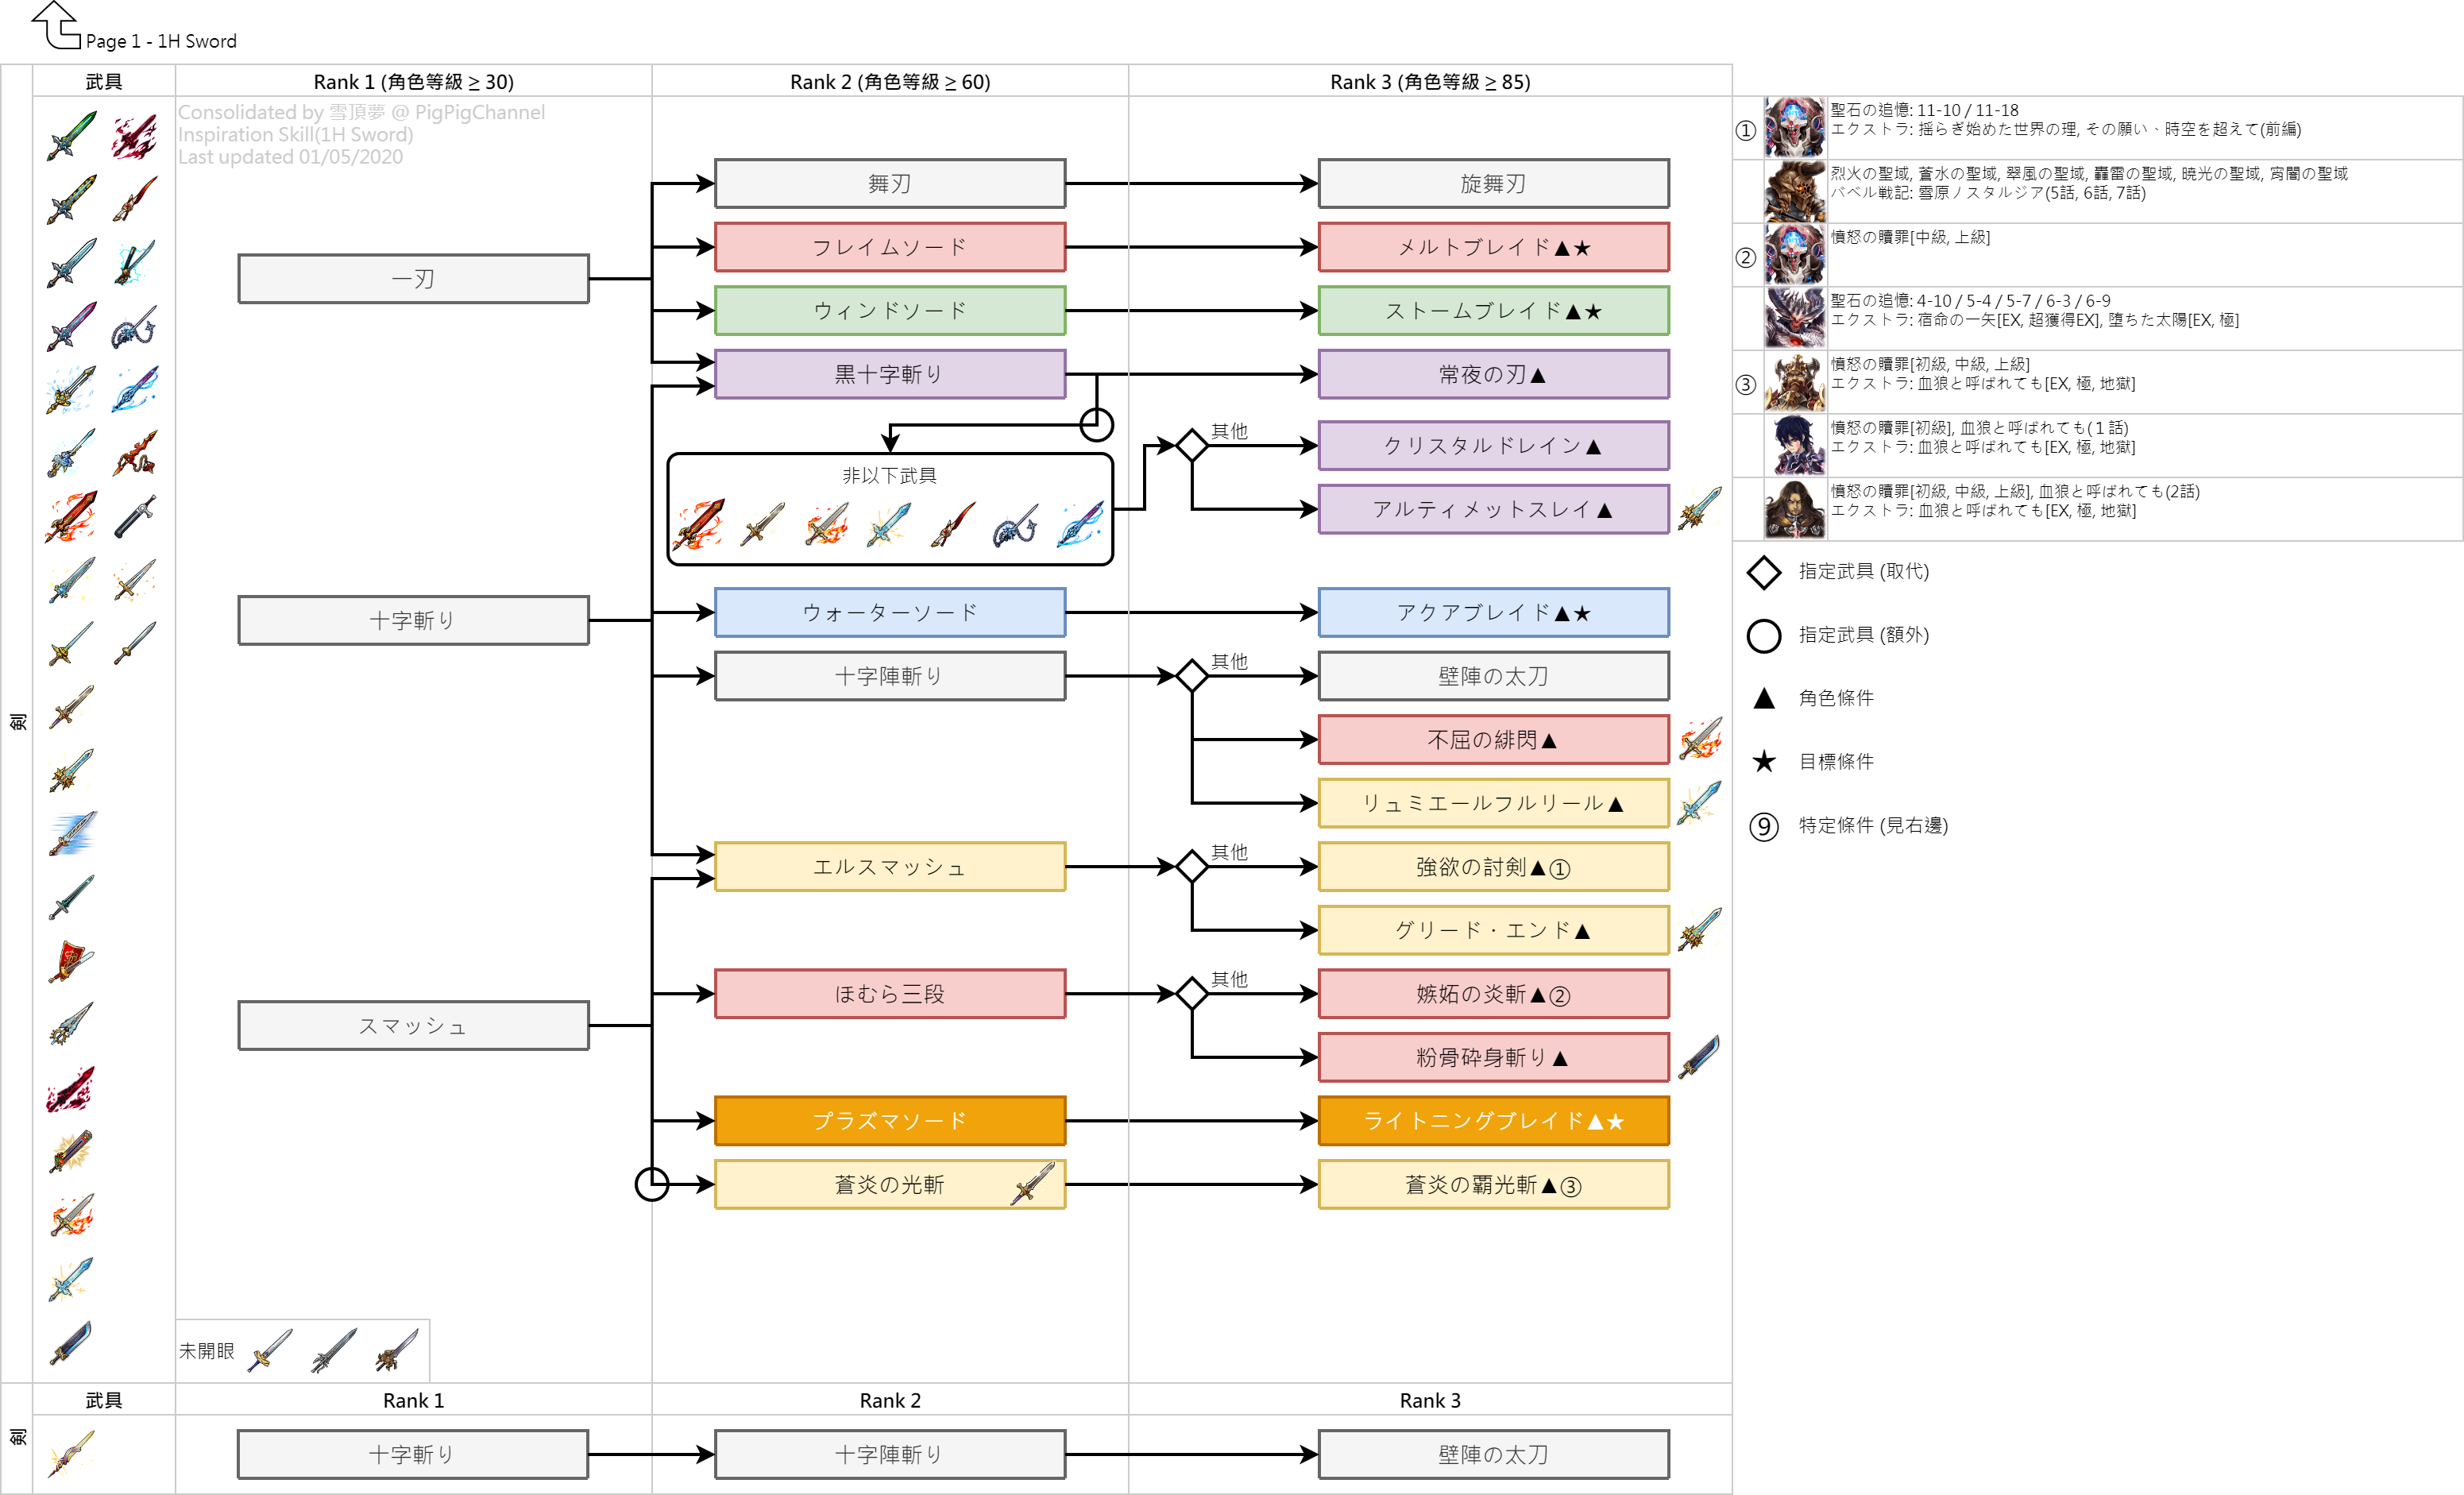 Page 1 - 1H Sword
武具
Rank 1 (角色等級 ≥ 30)
Rank 2 (角色等級 ≥ 60)
Rank 3 (角色等級 ≥ 85)
剣
Consolidated by 雪頂夢 @ PigPigChannel
Inspiration Skill(1H Sword)
Last updated 01/05/2020
一刃
十字斬り
スマッシュ
舞刃
旋舞刃
フレイムソード
メルトブレイド▲★
ウィンドソード
ストームブレイド▲★
黒十字斬り
常夜の刃▲
非以下武具
其他
クリスタルドレイン▲
アルティメットスレイ▲
ウォーターソード
アクアブレイド▲★
十字陣斬り
其他
壁陣の太刀
不屈の緋閃▲
リュミエールフルリール▲
エルスマッシュ
其他
強欲の討剣▲①
グリード・エンド▲
ほむら三段
其他
嫉妬の炎斬▲②
粉骨砕身斬り▲
プラズマソード
ライトニングブレイド▲★
蒼炎の光斬
蒼炎の覇光斬▲③
未開眼
①
聖石の追憶: 11-10 / 11-18
エクストラ: 揺らぎ始めた世界の理, その願い、時空を超えて(前編)
烈火の聖域, 蒼水の聖域, 翠風の聖域, 轟雷の聖域, 暁光の聖域, 宵闇の聖域
バベル戦記: 雪原ノスタルジア(5話, 6話, 7話)
②
憤怒の贖罪[中級, 上級]
聖石の追憶: 4-10 / 5-4 / 5-7 / 6-3 / 6-9
エクストラ: 宿命の一矢[EX, 超獲得EX], 堕ちた太陽[EX, 極]
③
憤怒の贖罪[初級, 中級, 上級]
エクストラ: 血狼と呼ばれても[EX, 極, 地獄]
憤怒の贖罪[初級], 血狼と呼ばれても(１話)
エクストラ: 血狼と呼ばれても[EX, 極, 地獄]
憤怒の贖罪[初級, 中級, 上級], 血狼と呼ばれても(2話)
エクストラ: 血狼と呼ばれても[EX, 極, 地獄]
指定武具 (取代)
指定武具 (額外)
▲ 角色條件
★ 目標條件
⑨ 特定條件 (見右邊)
剣
武具
Rank 1
Rank 2
Rank 3
十字斬り
十字陣斬り
壁陣の太刀